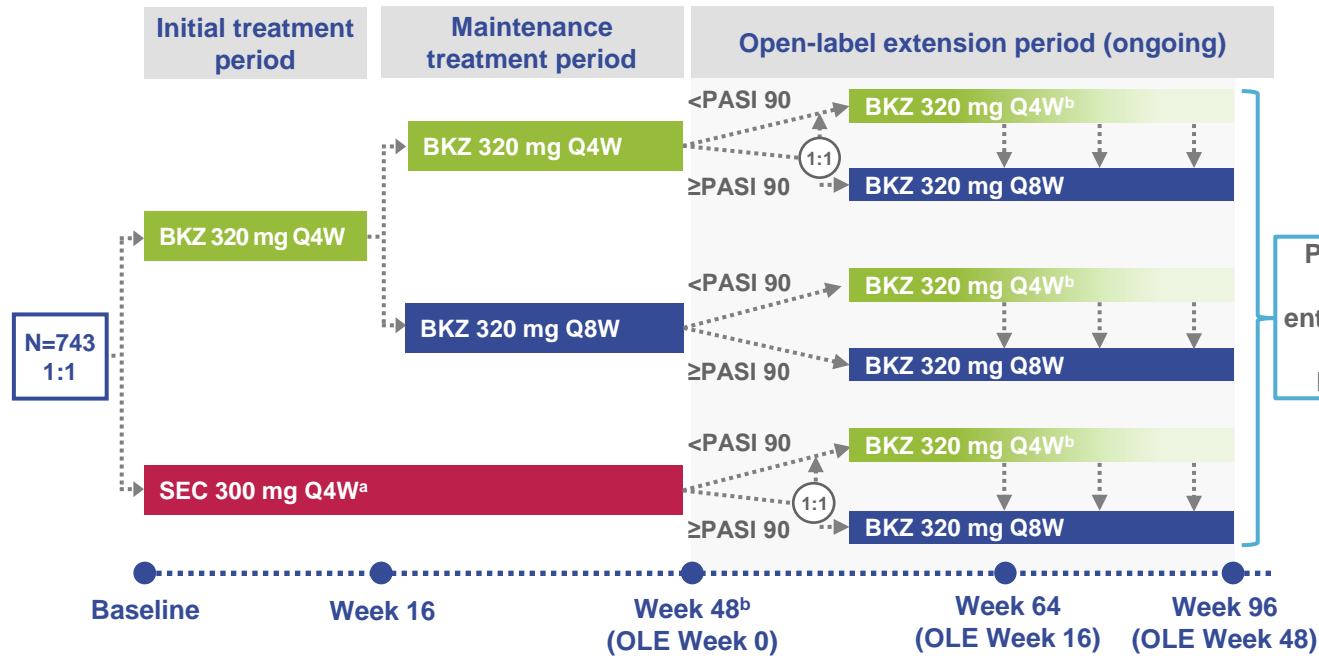 Initial treatment
period
Maintenance
treatment period
Open-label extension period (ongoing)
<PASI 90
BKZ 320 mg Q4Wᵇ
BKZ 320 mg Q4W
1:1
≥PASI 90
BKZ 320 mg Q8W
BKZ 320 mg Q4W
<PASI 90
BKZ 320 mg Q4Wᵇ
BKZ 320 mg Q8W
≥PASI 90
BKZ 320 mg Q8W
N=743
1:1
<PASI 90
BKZ 320 mg Q4Wᵇ
SEC 300 mg Q4Wᵃ
1:1
≥PASI 90
BKZ 320 mg Q8W
Baseline
Week 16
Week 48ᵇ
(OLE Week 0)
Week 64
(OLE Week 16)
Week 96
(OLE Week 48)